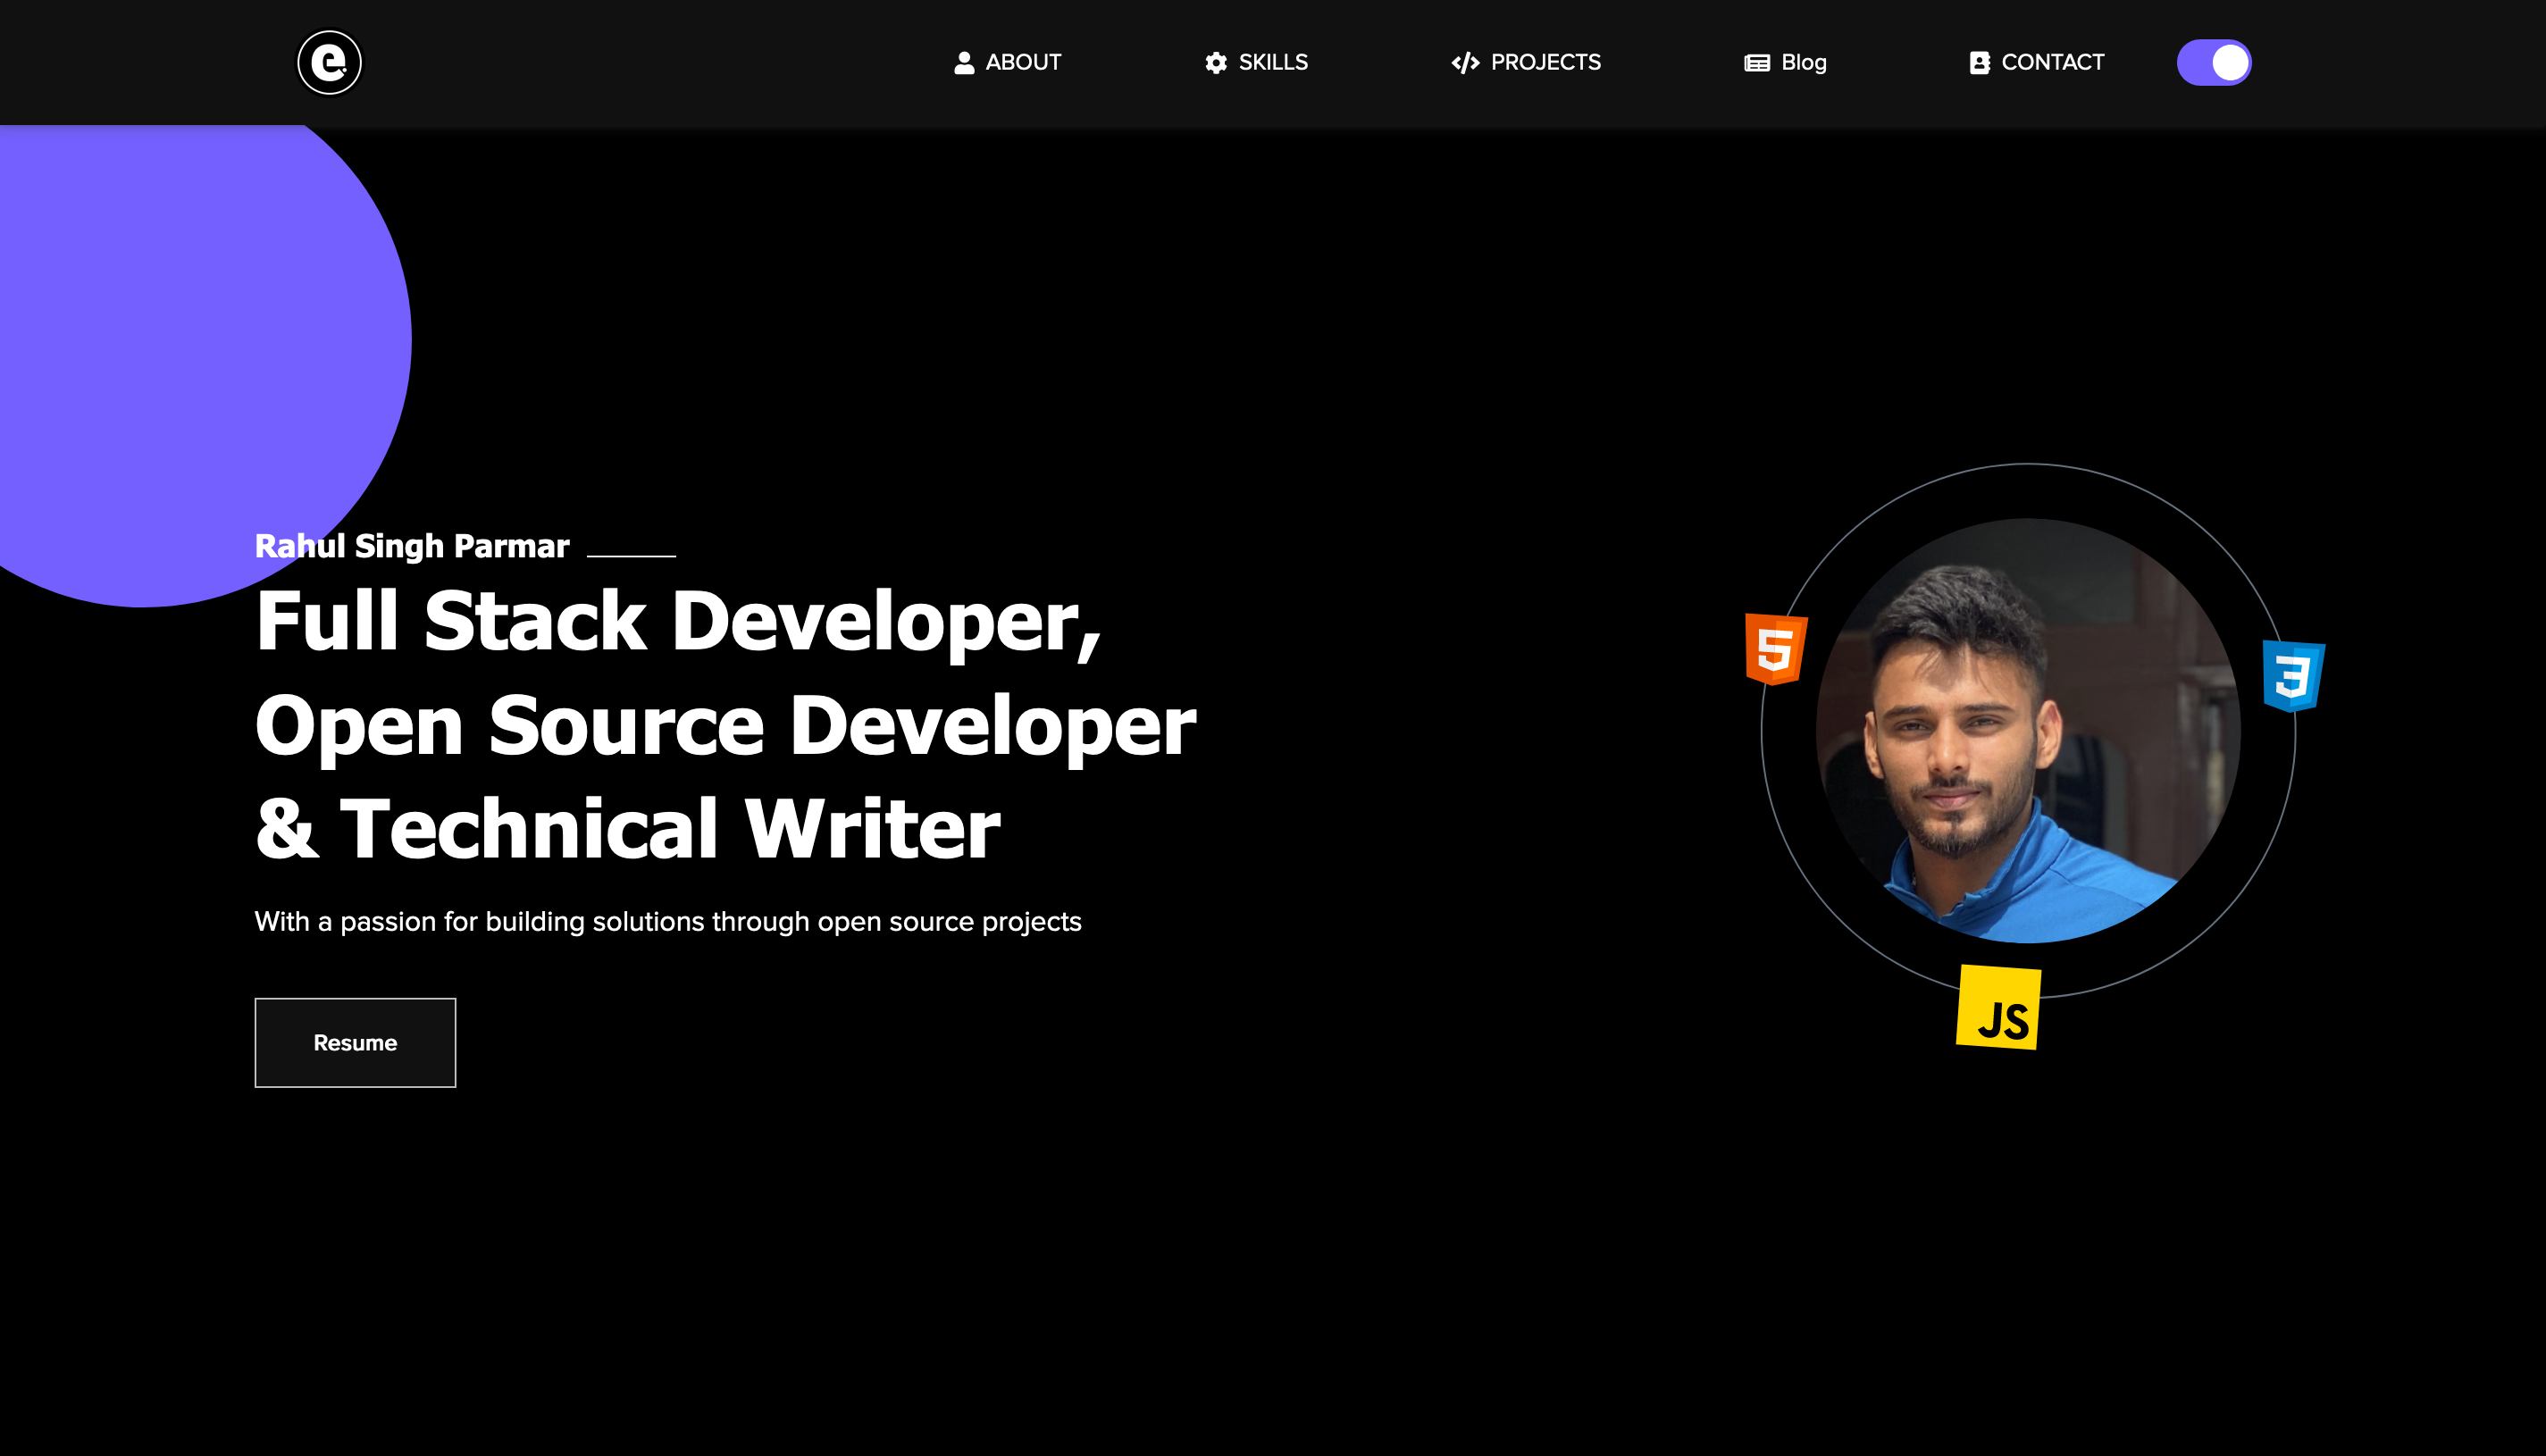 e.
ABOUT
SKILLS
PROJECTS
Blog
CONTACT
Rahul Singh Parmar
Full Stack Developer,
Open Source Developer
& Technical Writer
With a passion for building solutions through open source projects
Resume
5
3
JS